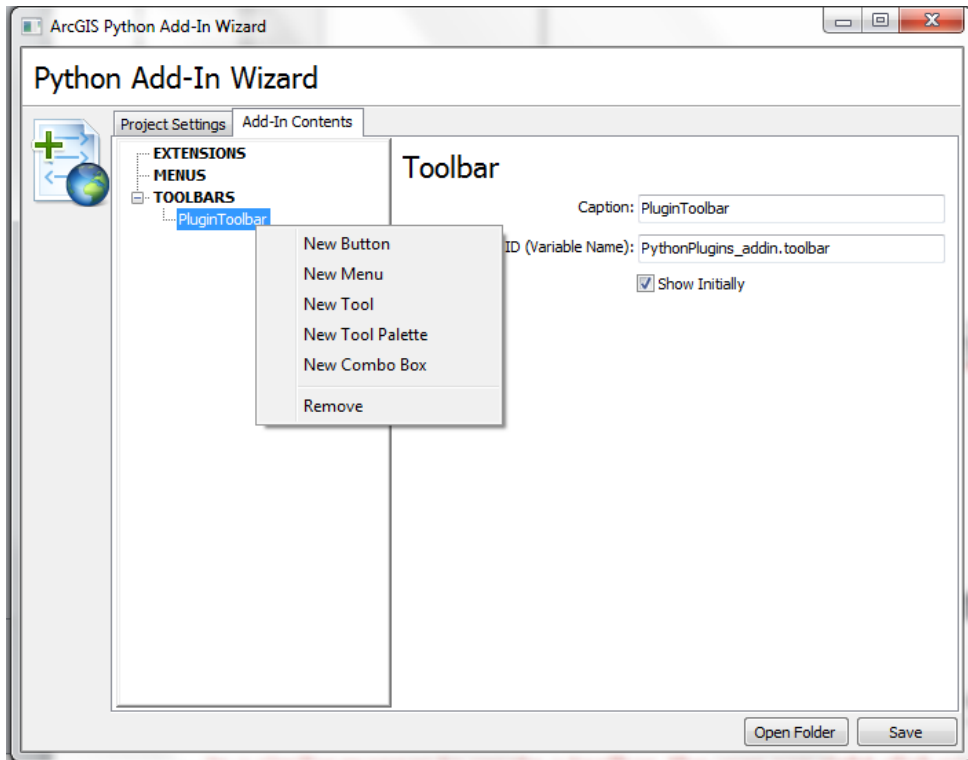 ArcGIS Python Add-In Wizard
Python Add-In Wizard
Project Settings
Add-In Contents
EXTENSIONS
MENUS
TOOLBARS
PluginToolbar
New Button
New Menu
New Tool
New Tool Palette
New Combo Box
Remove
Toolbar
Caption: PluginToolbar
ID (Variable Name): PythonPlugins_addin.toolbar
Show Initially
Open Folder
Save